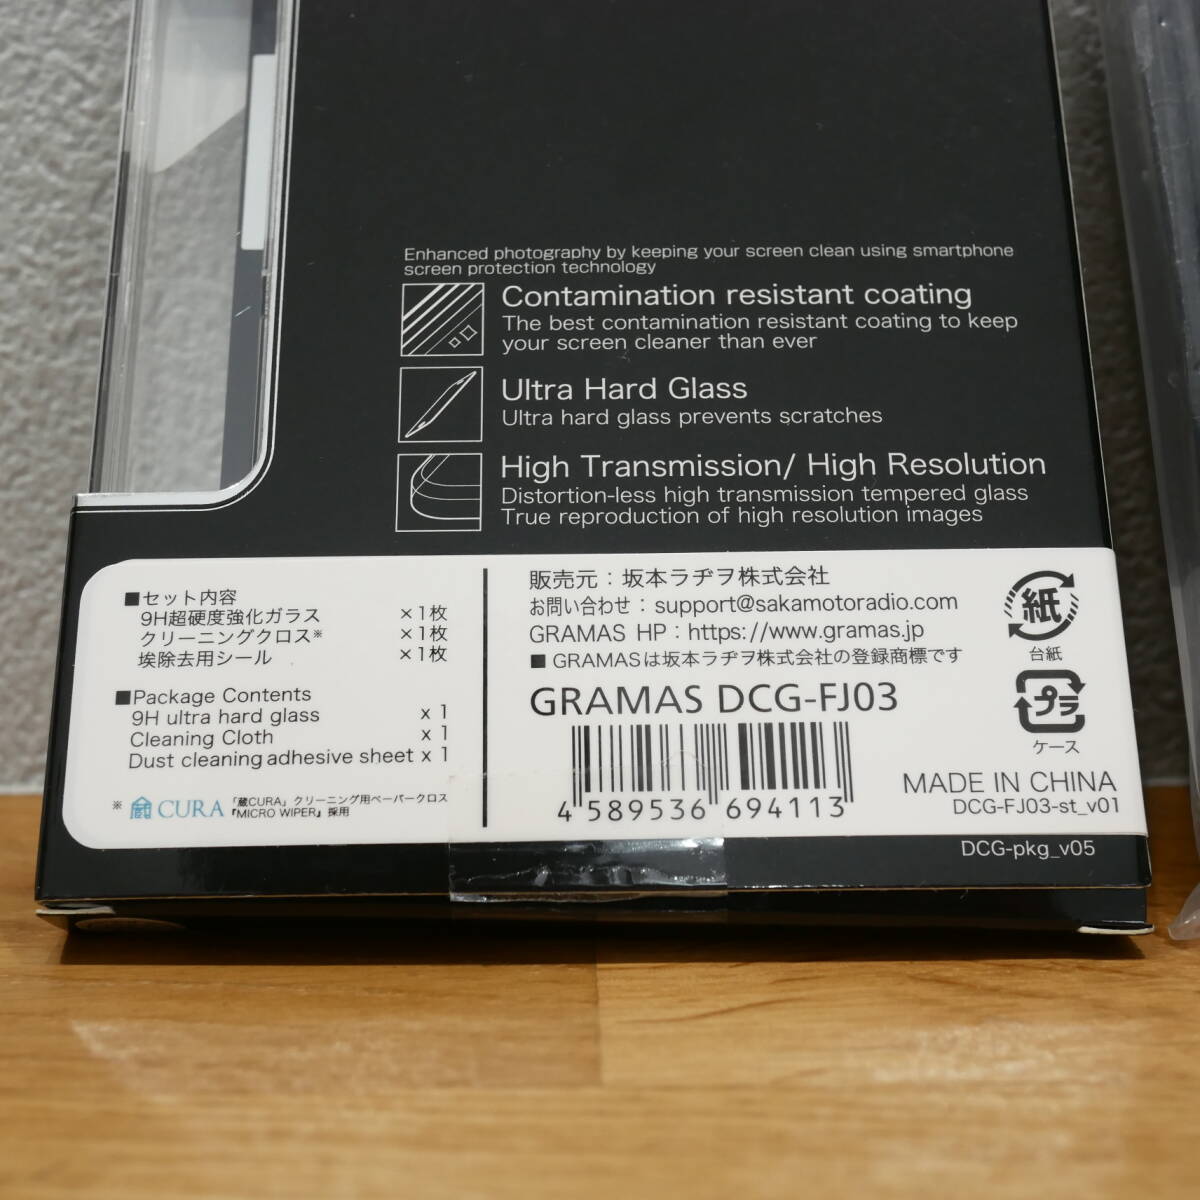 Enhanced photography by keeping your screen clean using smartphone
screen protection technology
Contamination resistant coating
The best contamination resistant coating to keep
your screen cleaner than ever
Ultra Hard Glass
Ultra hard glass prevents scratches
High Transmission/ High Resolution
Distortion-less high transmission tempered glass
True reproduction of high resolution images
■セット内容
9H超硬度強化ガラス ×1枚
クリーニングクロス※ ×1枚
埃除去用シール ×1枚
■Package Contents
9H ultra hard glass x 1
Cleaning Cloth x 1
Dust cleaning adhesive sheet x 1
※ 蔵 CURA 「蔵CURA」クリーニング用ペーパークロス
『MICRO WIPER』採用
販売元：坂本ラヂヲ株式会社
お問い合わせ：support@sakamotoradio.com
GRAMAS HP：https://www.gramas.jp
■ GRAMASは坂本ラヂヲ株式会社の登録商標です
GRAMAS DCG-FJ03
4 589536 694113
紙
台紙
プラ
ケース
MADE IN CHINA
DCG-FJ03-st_v01
DCG-pkg_v05